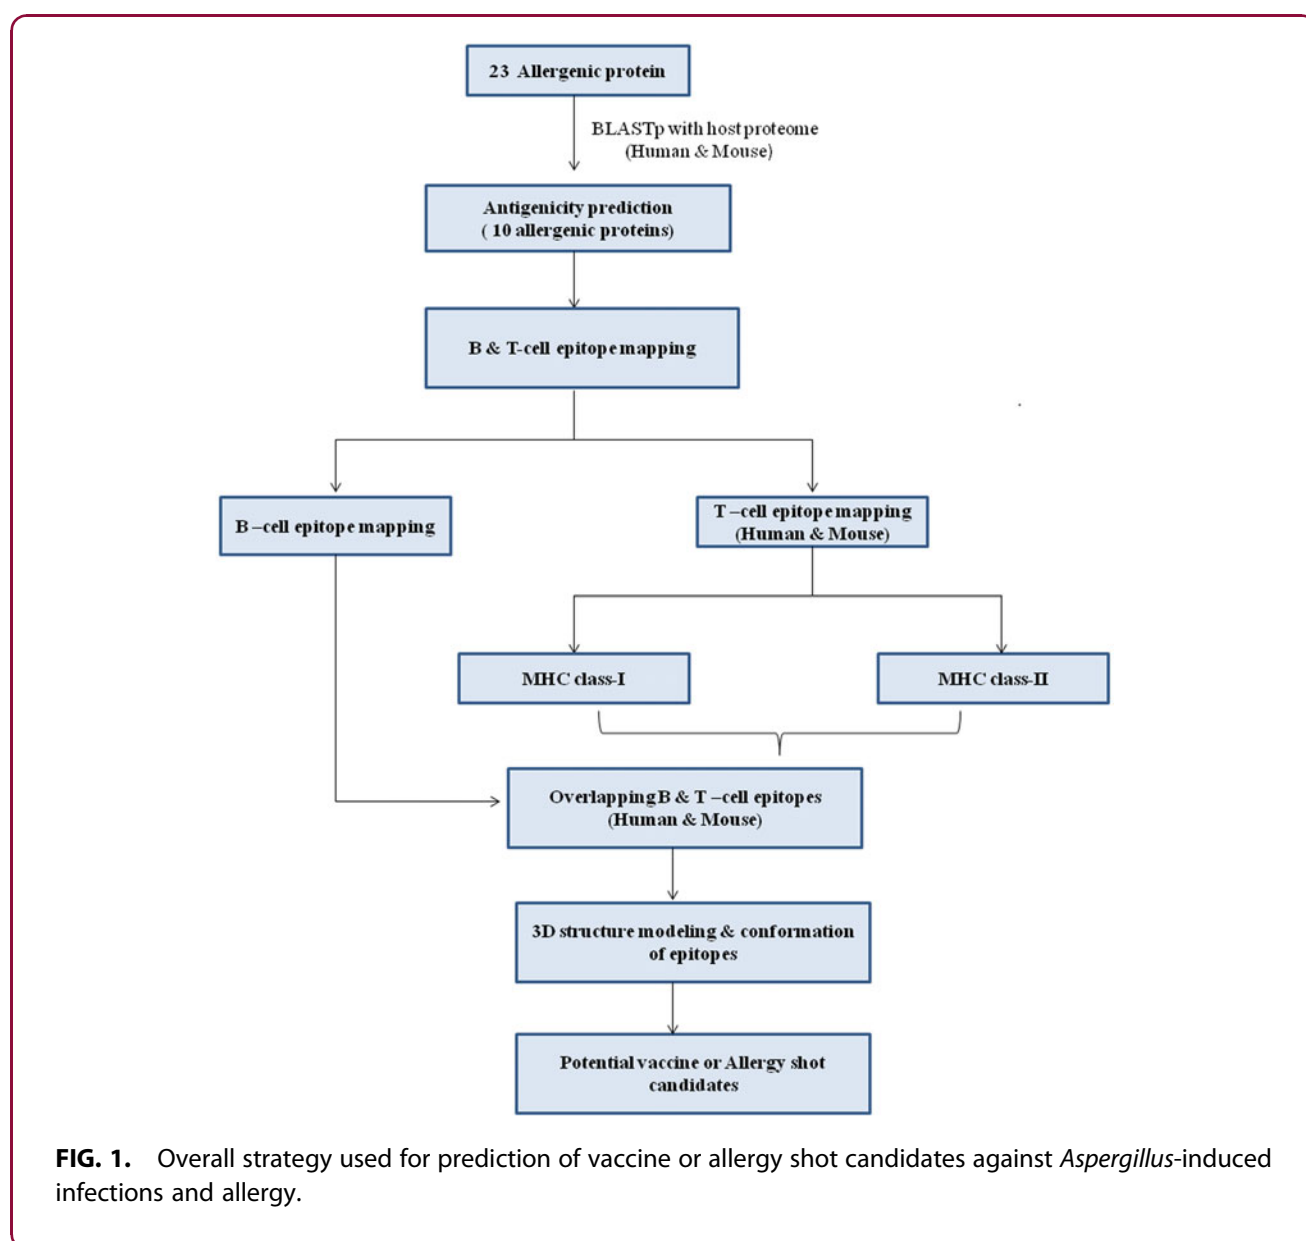 23 Allergenic protein
BLASTp with host proteome
(Human & Mouse)
Antigenicity prediction
( 10 allergenic proteins)
B & T-cell epitope mapping
B –cell epitope mapping
T –cell epitope mapping
(Human & Mouse)
MHC class-I
MHC class-II
Overlapping B & T –cell epitopes
(Human & Mouse)
3D structure modeling & conformation
of epitopes
Potential vaccine or Allergy shot
candidates
FIG. 1. Overall strategy used for prediction of vaccine or allergy shot candidates against Aspergillus-induced
infections and allergy.